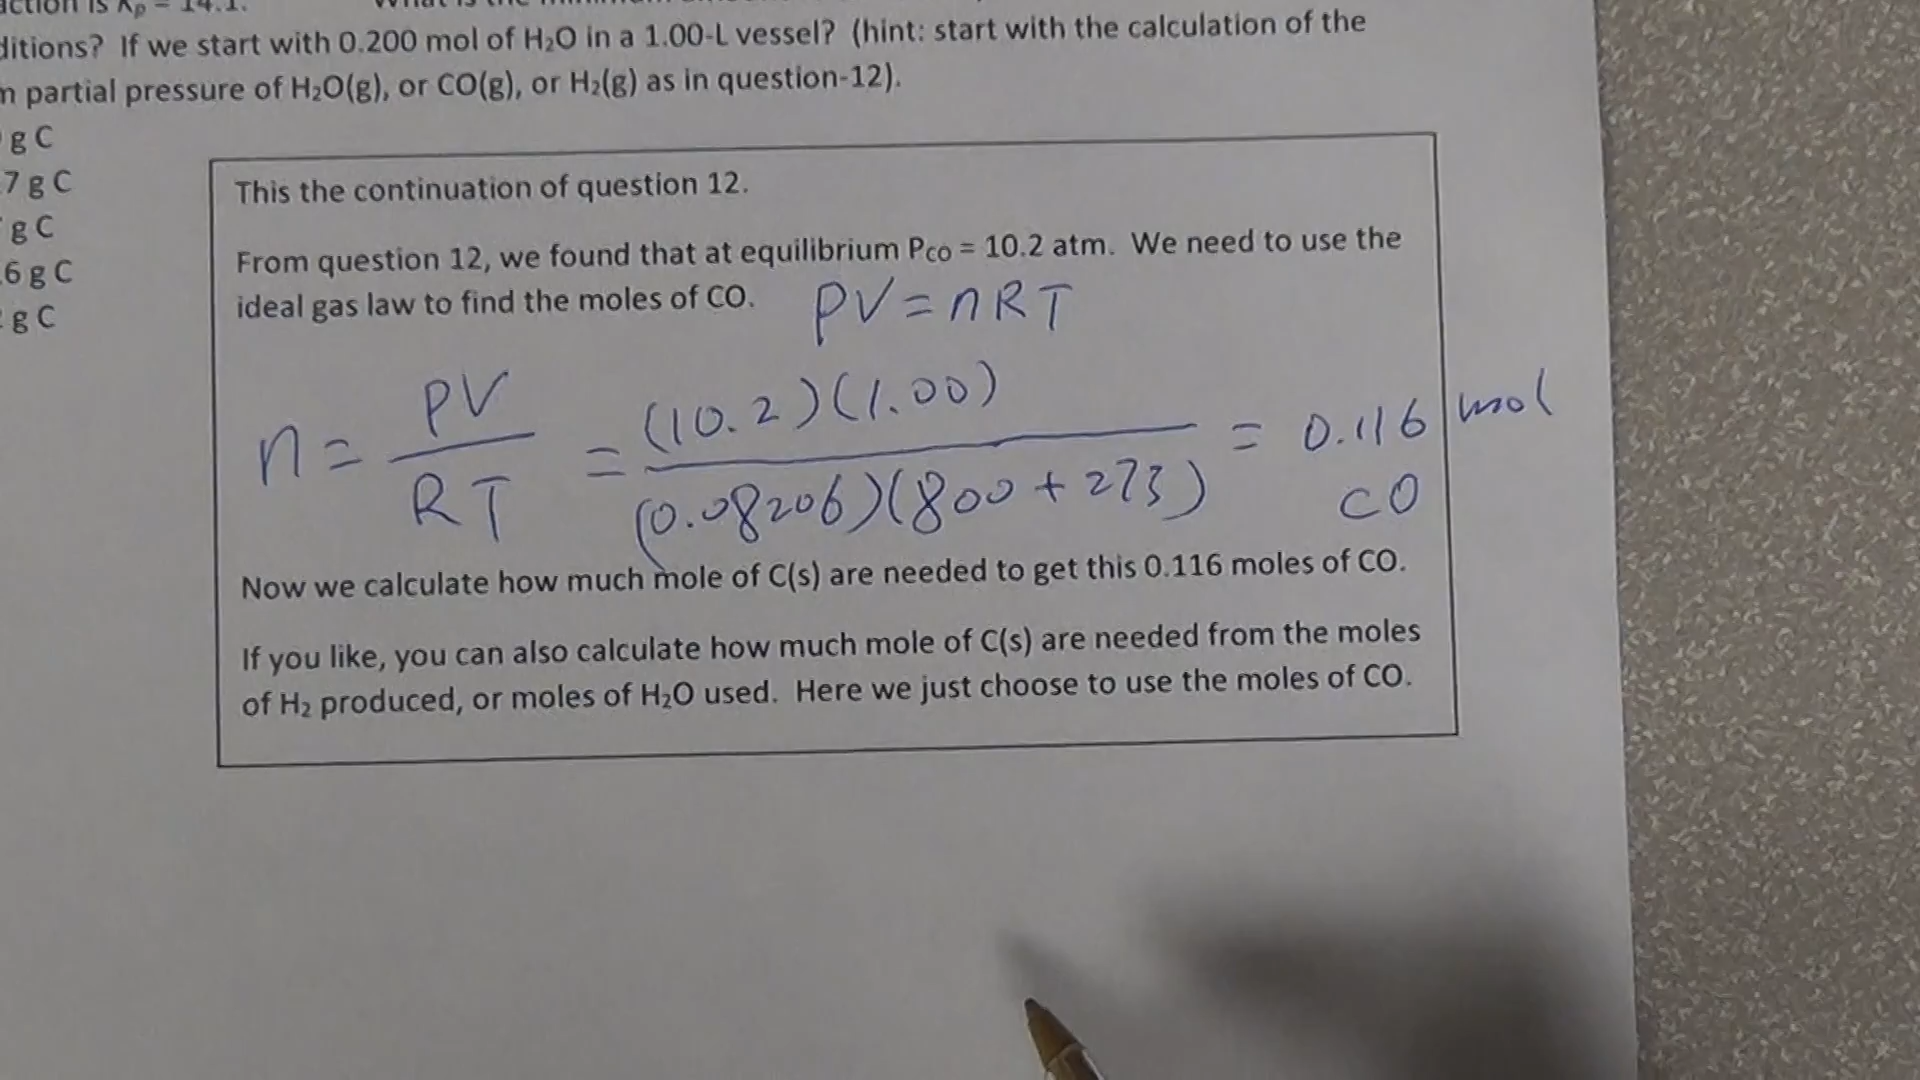 = 14.1.
If we start with 0.200 mol of H₂O in a 1.00-L vessel? (hint: start with the calculation of the
partial pressure of H₂O(g), or CO(g), or H₂(g) as in question-12).
g C
7 g C
g C
6 g C
g C
This the continuation of question 12.
From question 12, we found that at equilibrium Pco = 10.2 atm. We need to use the
ideal gas law to find the moles of CO. PV = nRT
n = PV / RT = (10.2)(1.00) / (0.08206)(800 + 273) = 0.116 mol
CO
Now we calculate how much mole of C(s) are needed to get this 0.116 moles of CO.
If you like, you can also calculate how much mole of C(s) are needed from the moles
of H₂ produced, or moles of H₂O used. Here we just choose to use the moles of CO.